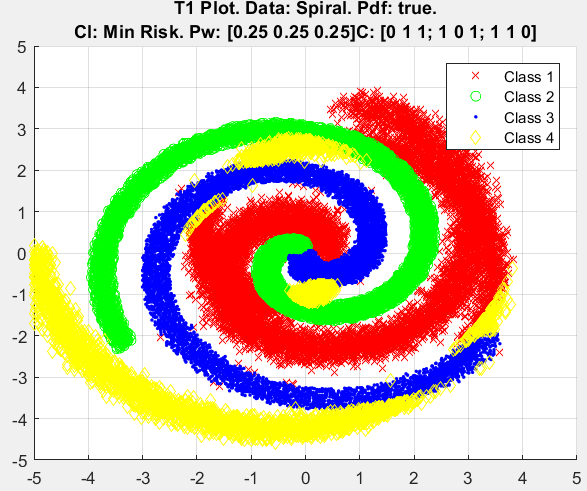 T1 Plot. Data: Spiral. Pdf: true.
Cl: Min Risk. Pw: [0.25 0.25 0.25]C: [0 1 1; 1 0 1; 1 1 0]
5
4
3
2
1
0
-1
-2
-3
-4
-5
-5 -4 -3 -2 -1 0 1 2 3 4 5
Class 1
Class 2
Class 3
Class 4